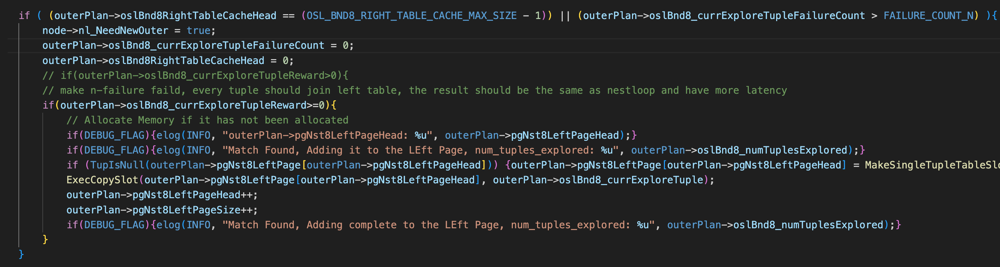 if ( (outerPlan->oslBnd8RightTableCacheHead == (OSL_BND8_RIGHT_TABLE_CACHE_MAX_SIZE - 1)) || (outerPlan->oslBnd8_currExploreTupleFailureCount > FAILURE_COUNT_N) ){
node->nl_NeedNewOuter = true;
outerPlan->oslBnd8_currExploreTupleFailureCount = 0;
outerPlan->oslBnd8RightTableCacheHead = 0;
// if(outerPlan->oslBnd8_currExploreTupleReward>0){
// make n-failure faild, every tuple should join left table, the result should be the same as nestloop and have more latency
if(outerPlan->oslBnd8_currExploreTupleReward>=0){
// Allocate Memory if it has not been allocated
if(DEBUG_FLAG){elog(INFO, "outerPlan->pgNst8LeftPageHead: %u", outerPlan->pgNst8LeftPageHead);}
if(DEBUG_FLAG){elog(INFO, "Match Found, Adding it to the LEft Page, num_tuples_explored: %u", outerPlan->oslBnd8_numTuplesExplored);}
if (TupIsNull(outerPlan->pgNst8LeftPage[outerPlan->pgNst8LeftPageHead])) {outerPlan->pgNst8LeftPage[outerPlan->pgNst8LeftPageHead] =
ExecCopySlot(outerPlan->pgNst8LeftPage[outerPlan->pgNst8LeftPageHead], outerPlan->oslBnd8_currExploreTuple);
outerPlan->pgNst8LeftPageHead++;
outerPlan->pgNst8LeftPageSize++;
if(DEBUG_FLAG){elog(INFO, "Match Found, Adding complete to the LEft Page, num_tuples_explored: %u", outerPlan->oslBnd8_numTuplesExplored);}
}
}